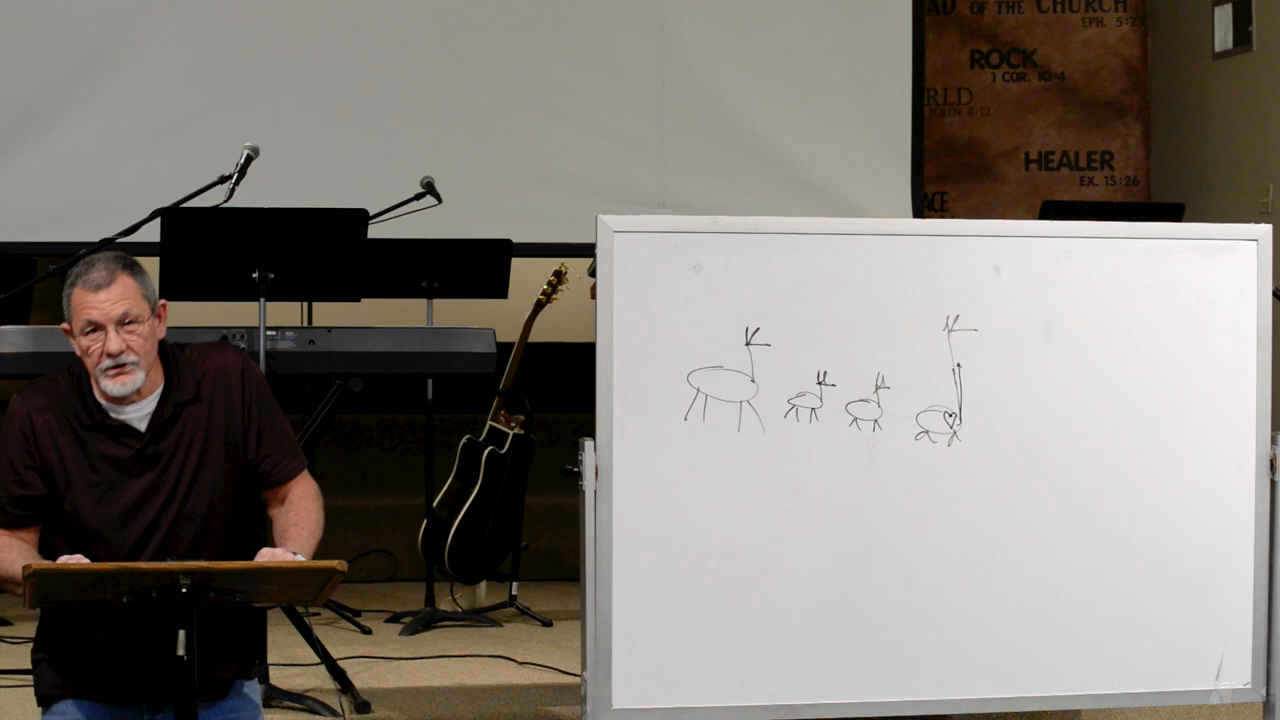 AD OF THE CHURCH
EPH. 5:23
ROCK
1 COR. 10:4
RLD
JOHN 8:12
HEALER
EX. 15:26
ACE